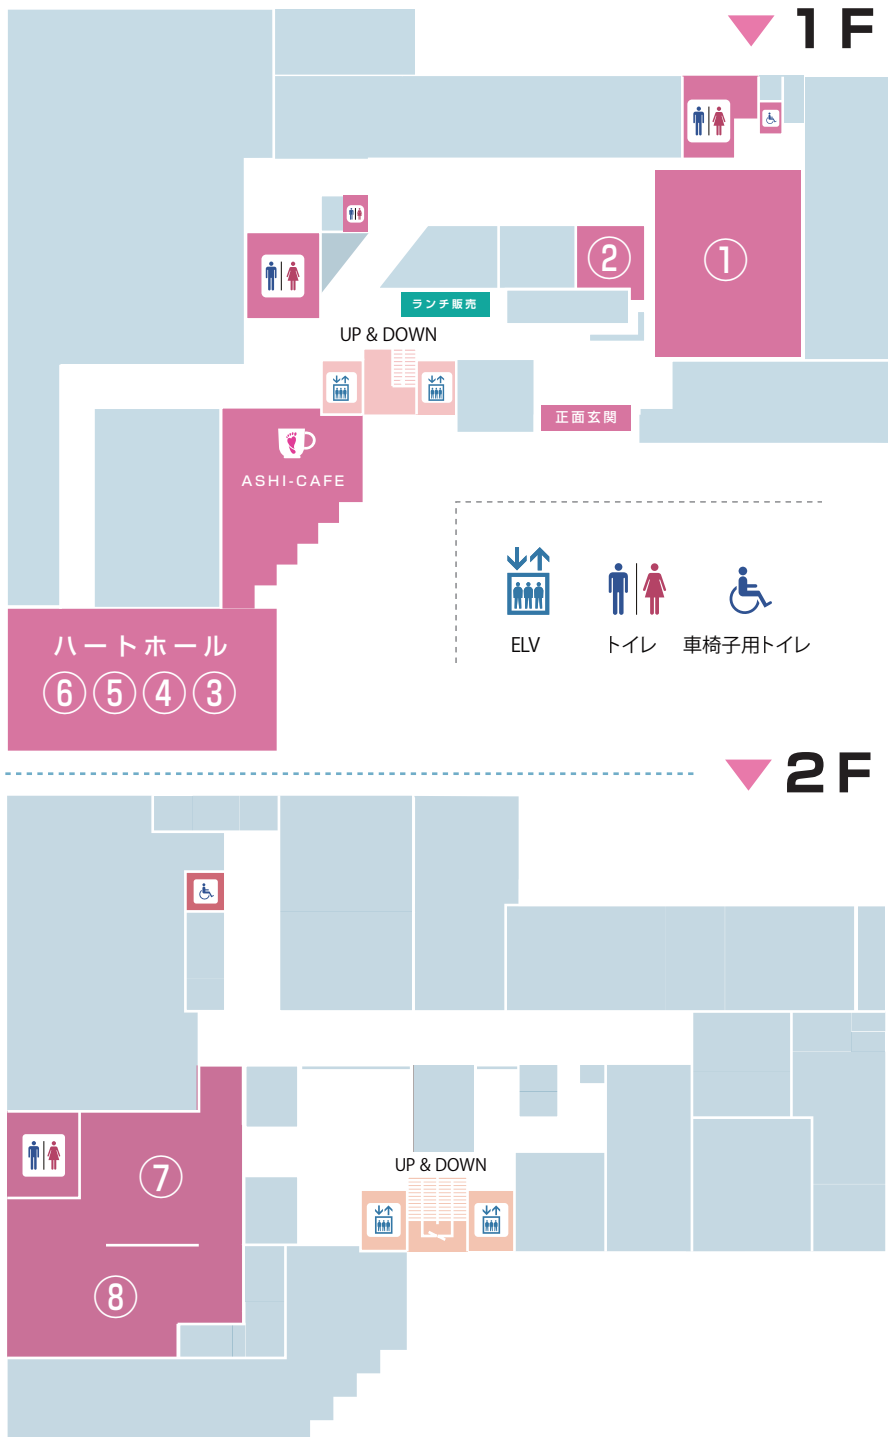 1F
②
①
ランチ販売
UP & DOWN
正面玄関
ASHI-CAFE
ELV
トイレ
車椅子用トイレ
ハートホール
⑥⑤④③
2F
UP & DOWN
⑦
⑧